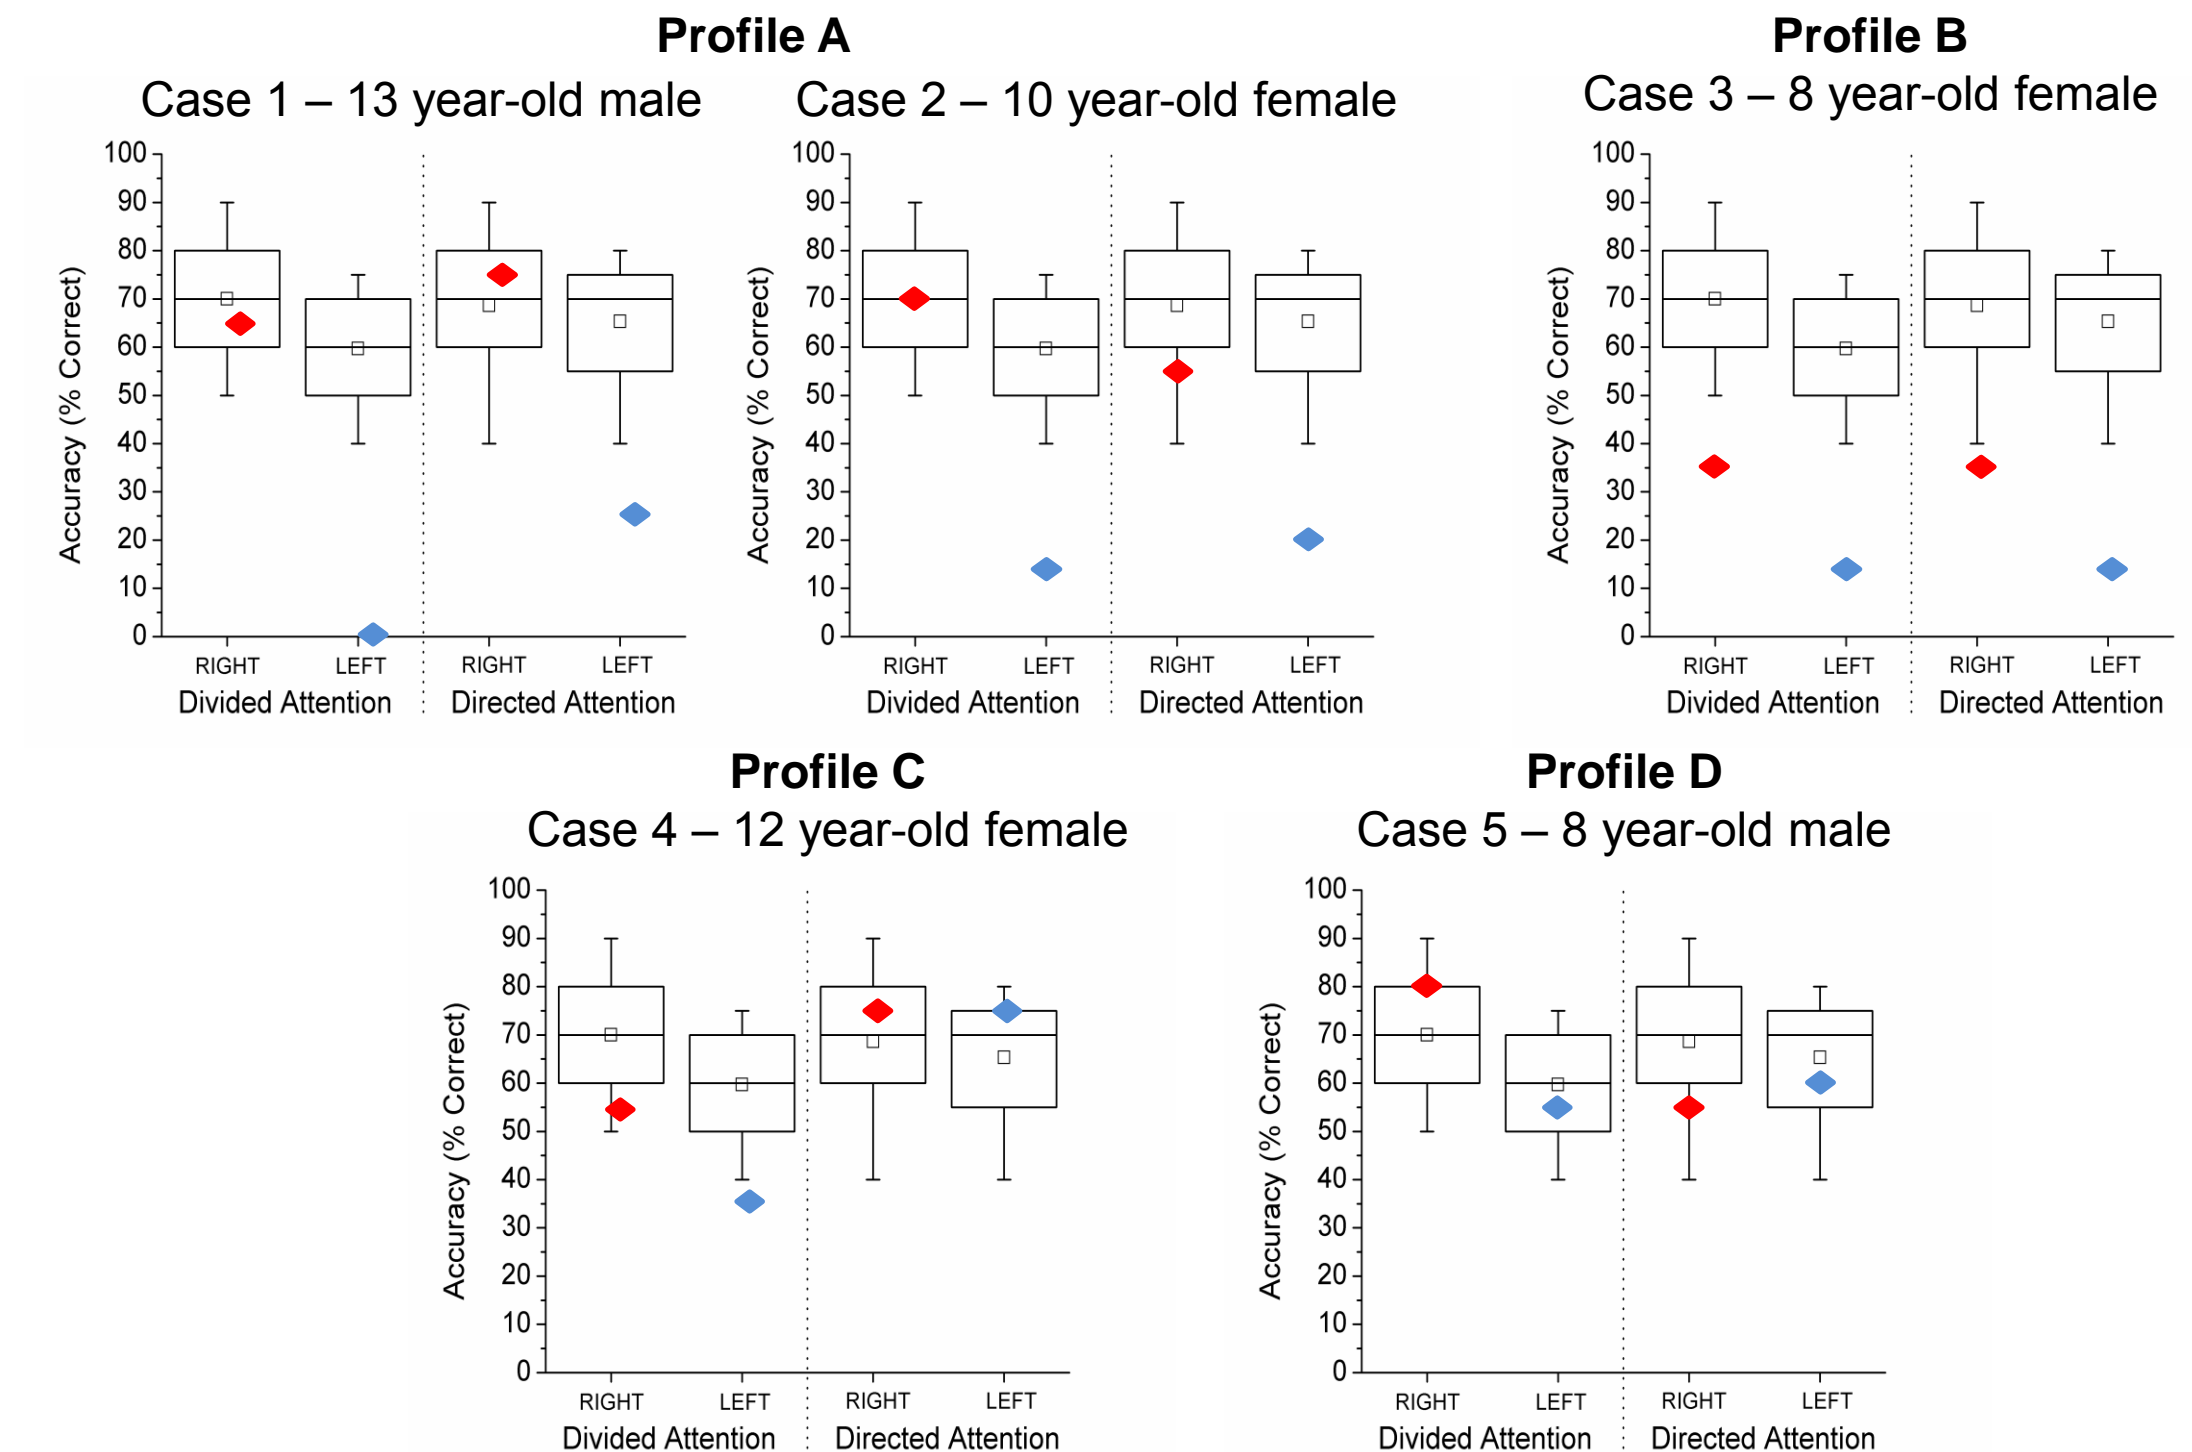 Profile A
Profile B
Case 1 – 13 year-old male
Case 2 – 10 year-old female
Case 3 – 8 year-old female
Accuracy (% Correct)
100
90
80
70
60
50
40
30
20
10
0
RIGHT LEFT RIGHT LEFT
Divided Attention Directed Attention
Accuracy (% Correct)
100
90
80
70
60
50
40
30
20
10
0
RIGHT LEFT RIGHT LEFT
Divided Attention Directed Attention
Accuracy (% Correct)
100
90
80
70
60
50
40
30
20
10
0
RIGHT LEFT RIGHT LEFT
Divided Attention Directed Attention
Profile C
Profile D
Case 4 – 12 year-old female
Case 5 – 8 year-old male
Accuracy (% Correct)
100
90
80
70
60
50
40
30
20
10
0
RIGHT LEFT RIGHT LEFT
Divided Attention Directed Attention
Accuracy (% Correct)
100
90
80
70
60
50
40
30
20
10
0
RIGHT LEFT RIGHT LEFT
Divided Attention Directed Attention